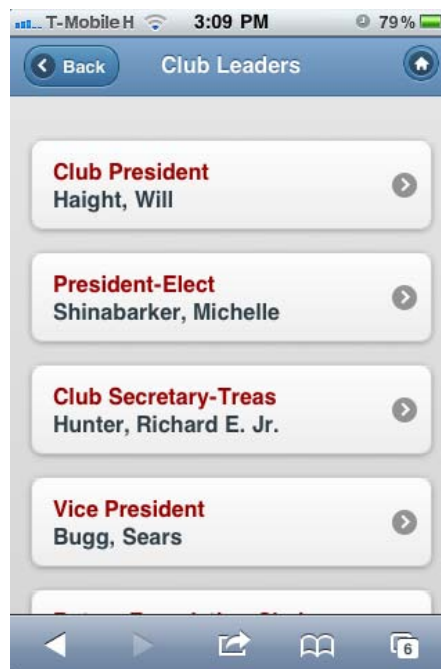 T-Mobile H 3:09 PM 79%
Back Club Leaders
Club President
Haight, Will
President-Elect
Shinabarker, Michelle
Club Secretary-Treas
Hunter, Richard E. Jr.
Vice President
Bugg, Sears
6